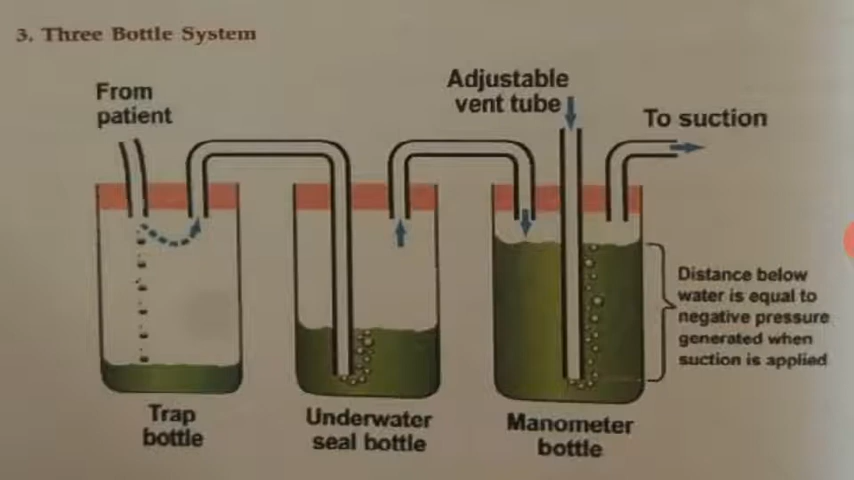 3. Three Bottle System
From
patient
Adjustable
vent tube
To suction
Distance below
water is equal to
negative pressure
generated when
suction is applied
Trap
bottle
Underwater
seal bottle
Manometer
bottle